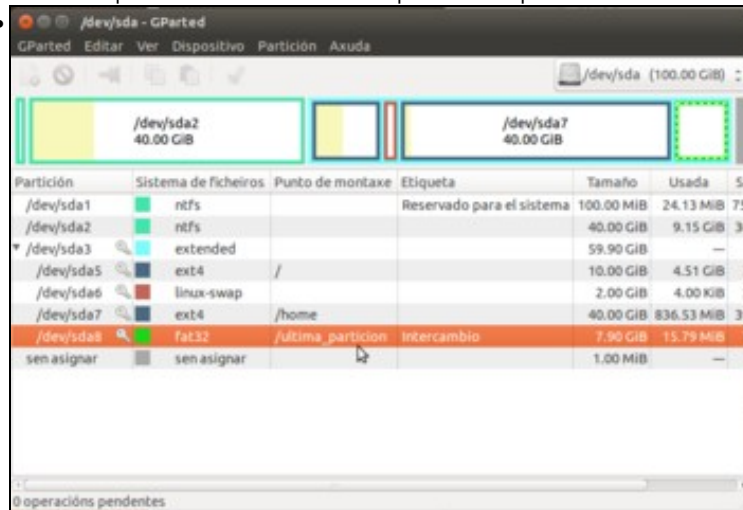 /dev/sda - GParted
GParted Editar Ver Dispositivo Partición Axuda
/dev/sda (100.00 GiB)
/dev/sda2
40.00 GiB
/dev/sda7
40.00 GiB
Partición Sistema de ficheiros Punto de montaxe Etiqueta Tamaño Usada
/dev/sda1 ntfs Reservado para el sistema 100.00 MiB 24.13 MiB
/dev/sda2 ntfs 40.00 GiB 9.15 GiB
/dev/sda3 extended 59.90 GiB —
/dev/sda5 ext4 / 10.00 GiB 4.51 GiB
/dev/sda6 linux-swap 2.00 GiB 4.00 KiB
/dev/sda7 ext4 /home 40.00 GiB 836.53 MiB
/dev/sda8 fat32 /ultima_particion Intercambio 7.90 GiB 15.79 MiB
sen asignar sen asignar 1.00 MiB —
0 operacións pendentes